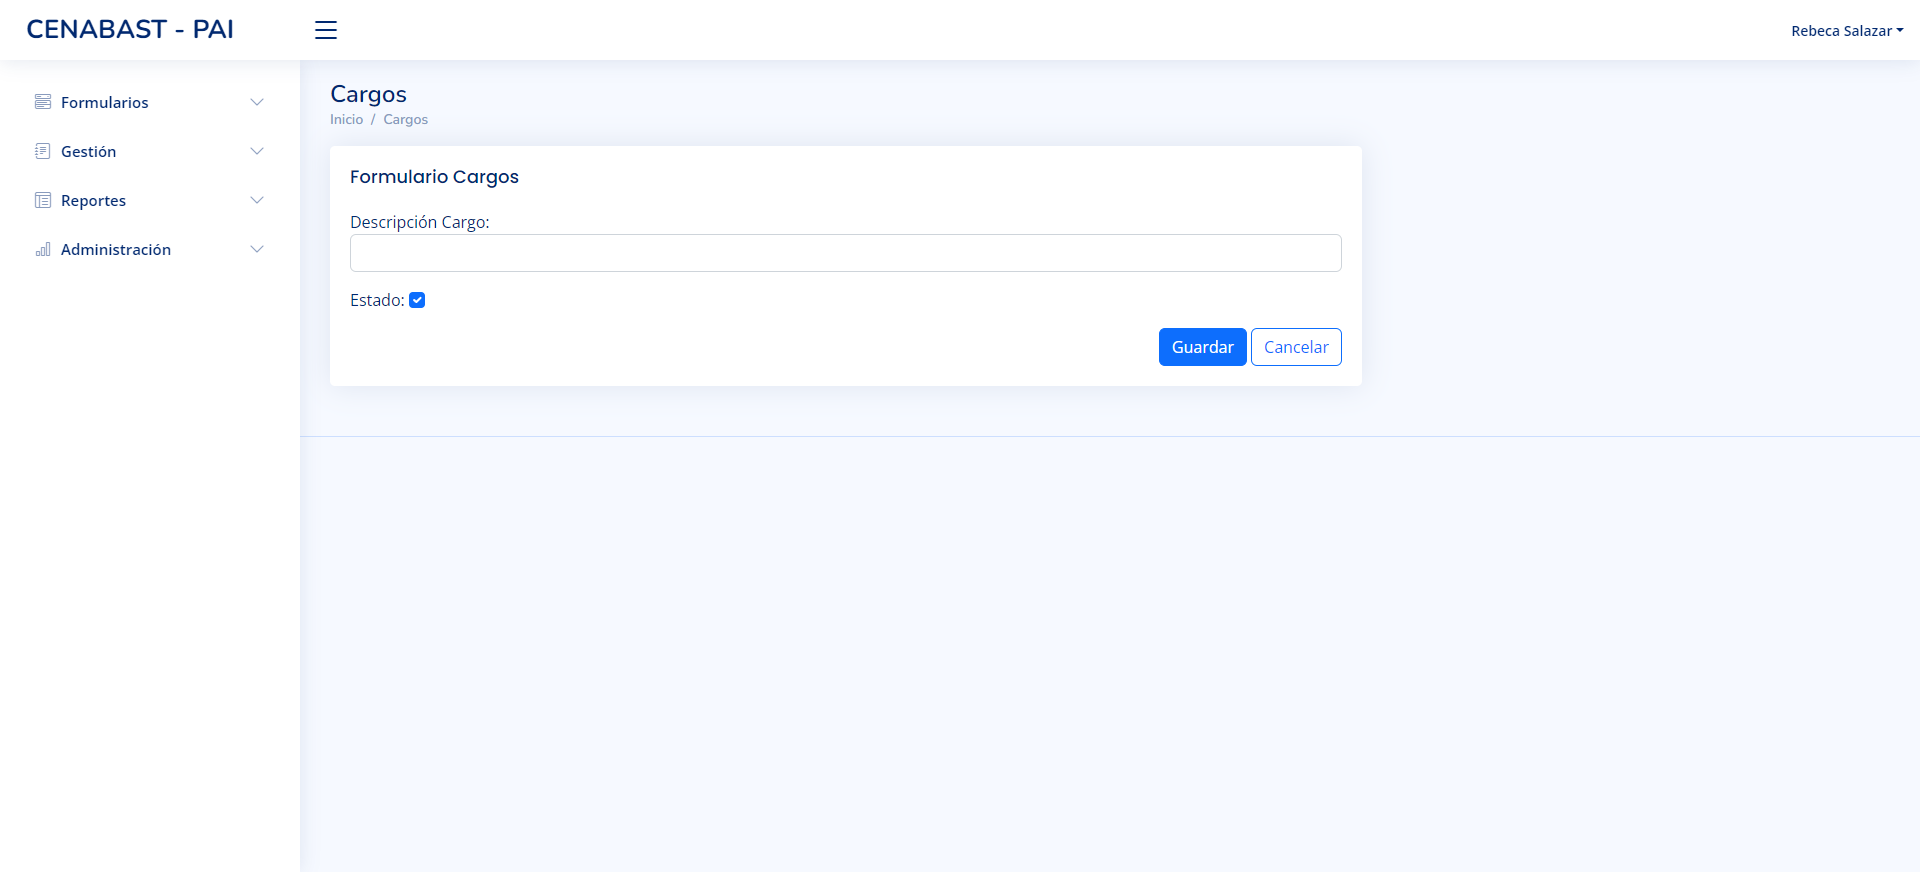 CENABAST - PAI
Rebeca Salazar
Formularios
Gestión
Reportes
Administración
Cargos
Inicio / Cargos
Formulario Cargos
Descripción Cargo:
Estado:
Guardar
Cancelar